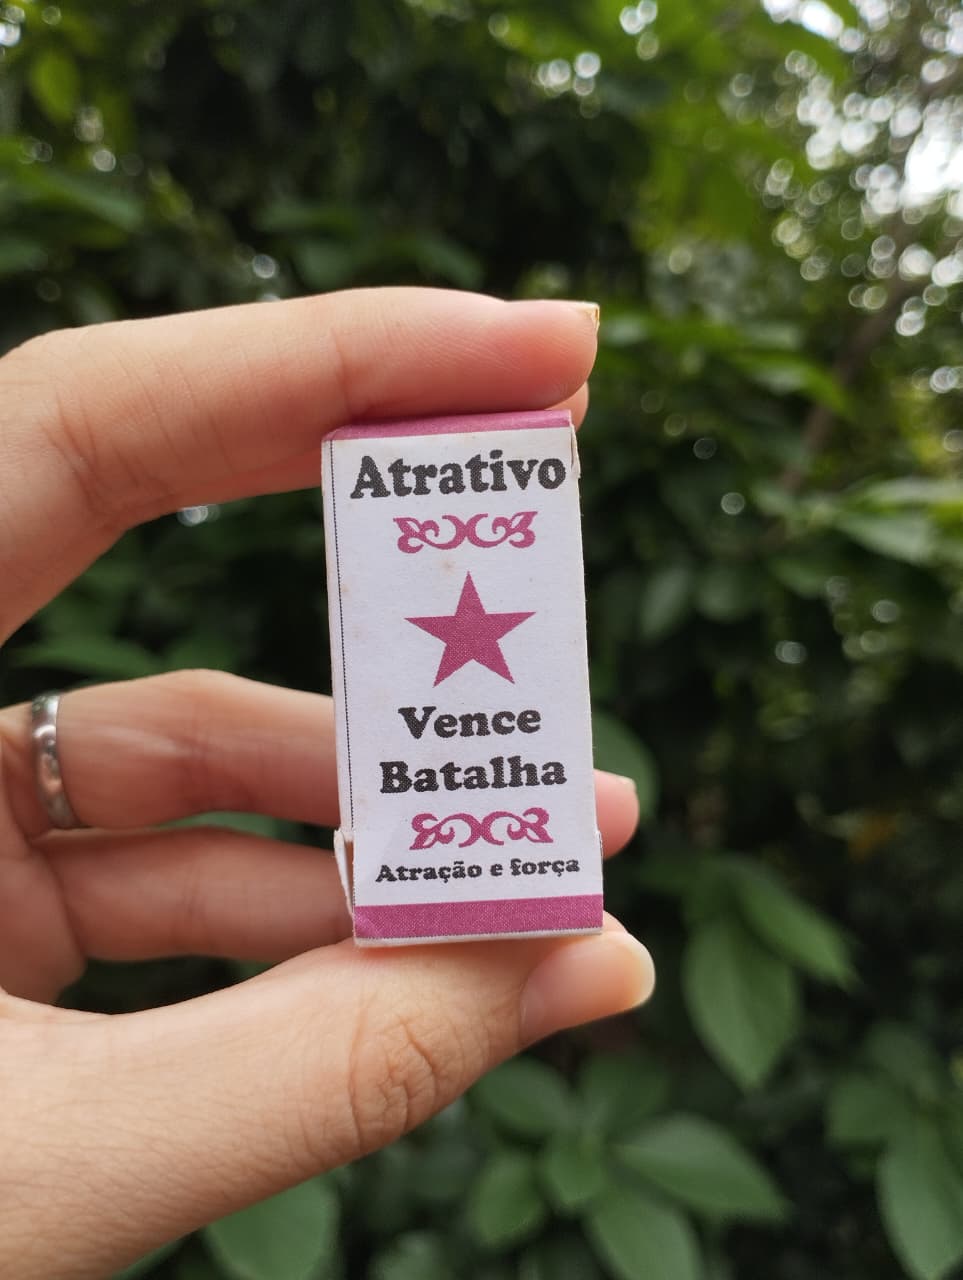 Atrativo
Vence
Batalha
Atração e força